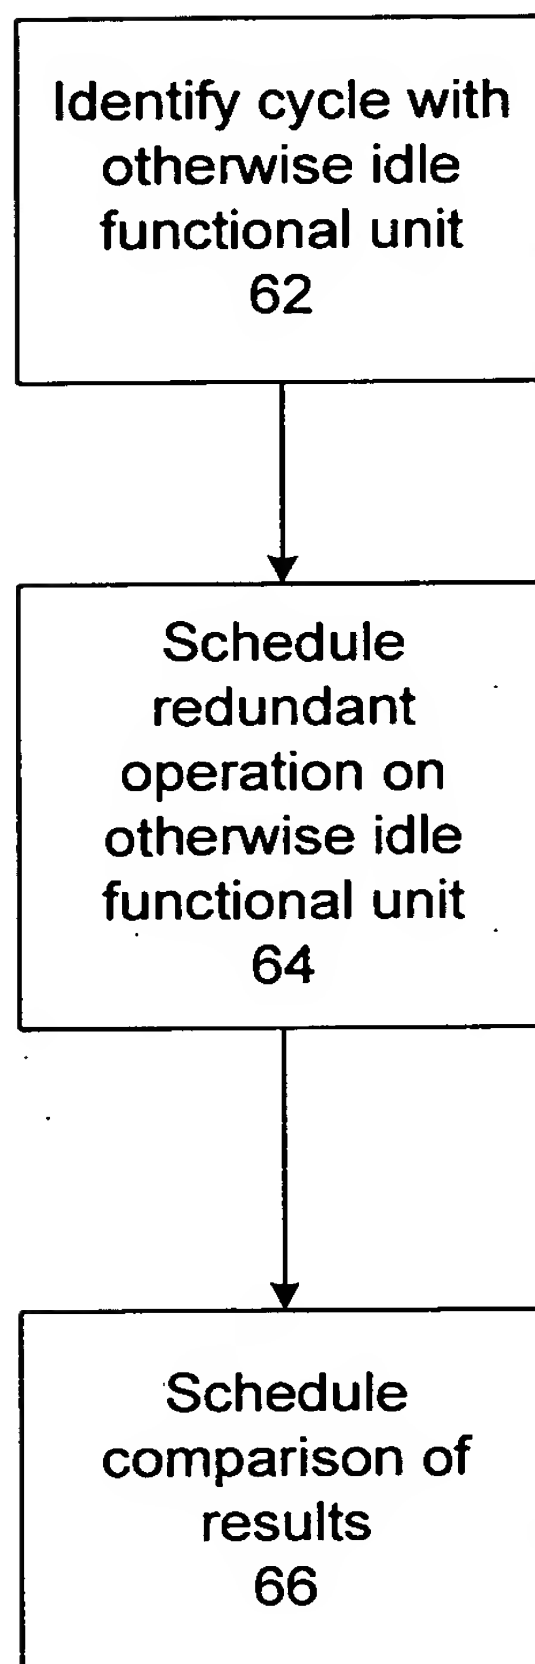 Identify cycle with
otherwise idle
functional unit
62
Schedule
redundant
operation on
otherwise idle
functional unit
64
Schedule
comparison of
results
66